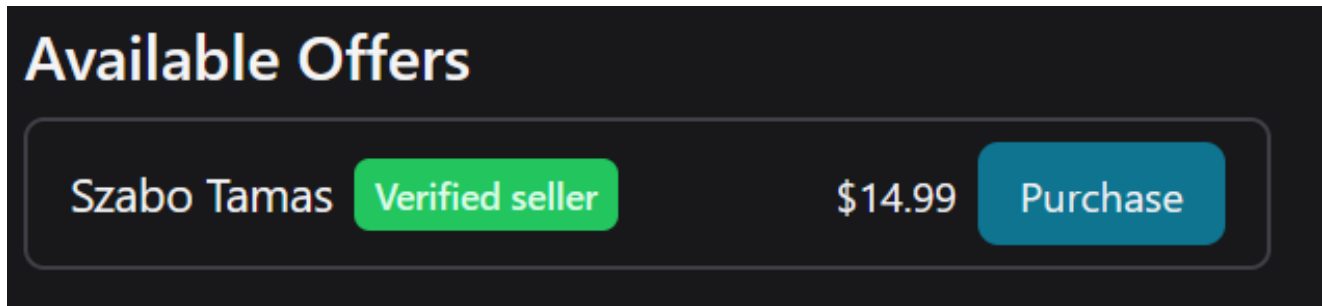 Available Offers
Szabo Tamas Verified seller $14.99 Purchase